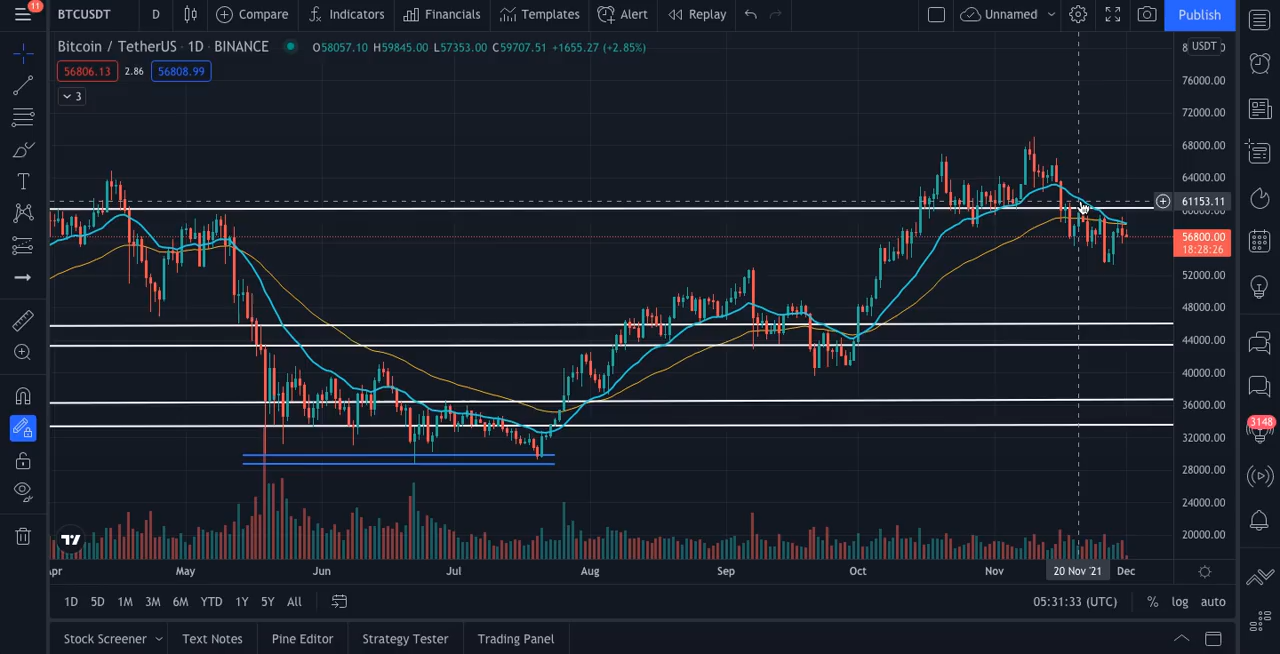 11
BTCUSDT D Compare Indicators Financials Templates Alert Replay Unnamed Publish
Bitcoin / TetherUS · 1D · BINANCE O58057.10 H59845.00 L57353.00 C59707.51 +1655.27 (+2.85%)
USDT
56806.13 2.86 56808.99
3
76000.00
72000.00
68000.00
64000.00
61153.11
60000.00
56800.00
18:28:26
52000.00
48000.00
44000.00
40000.00
36000.00
32000.00
28000.00
24000.00
20000.00
3148
Apr May Jun Jul Aug Sep Oct Nov 20 Nov '21 Dec
1D 5D 1M 3M 6M YTD 1Y 5Y All 05:31:33 (UTC) % log auto
Stock Screener Text Notes Pine Editor Strategy Tester Trading Panel